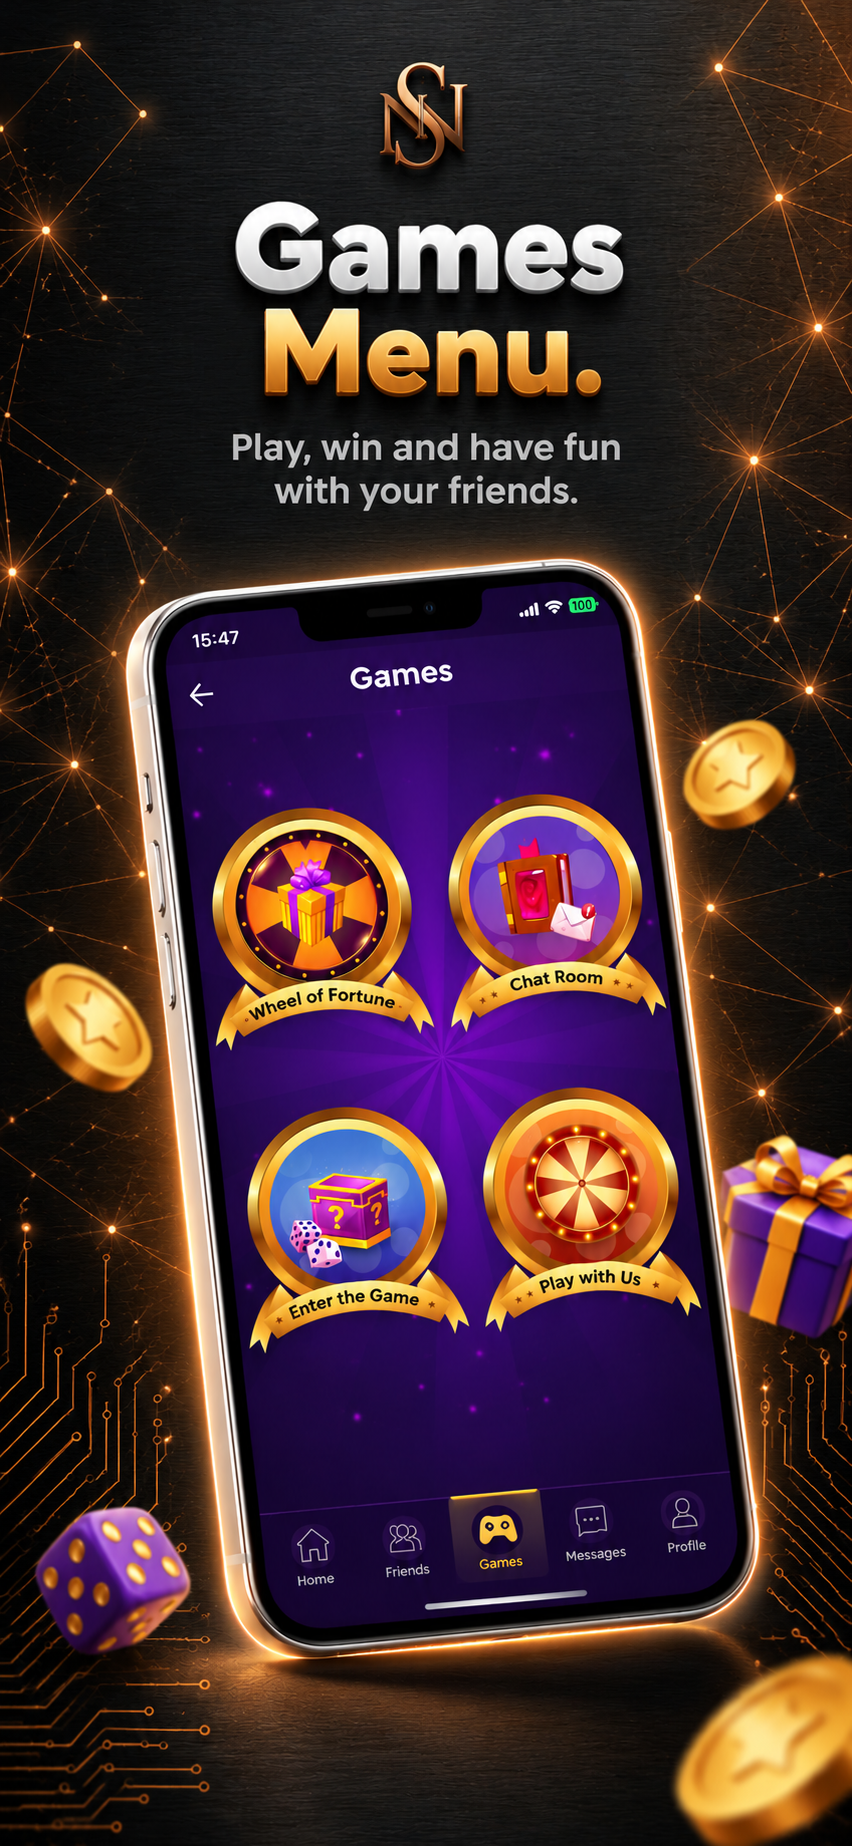 NSN
Games
Menu.
Play, win and have fun
with your friends.
15:47
100
Games
Wheel of Fortune
Chat Room
?
?
Enter the Game
Play with Us
Home
Friends
Games
Messages
Profile